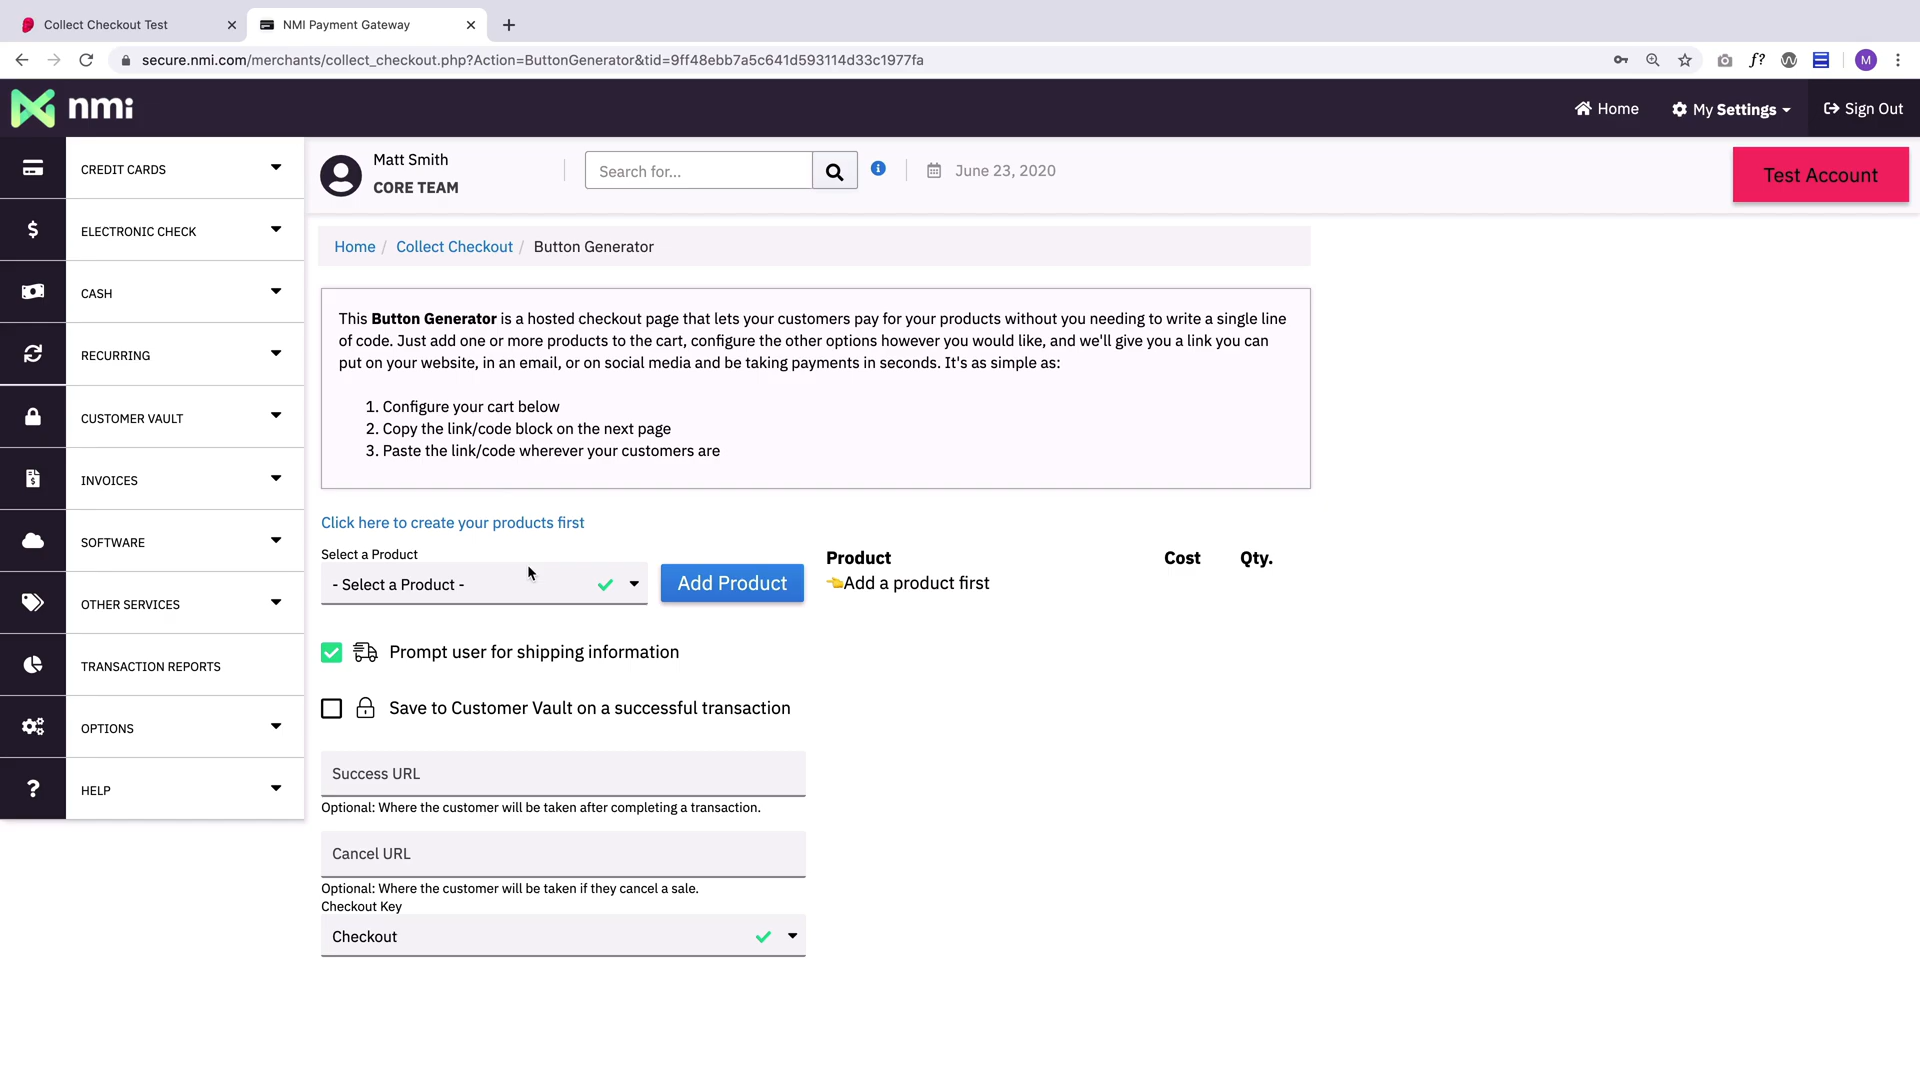 Collect Checkout Test
NMI Payment Gateway
secure.nmi.com/merchants/collect_checkout.php?Action=ButtonGenerator&tid=9ff48ebb7a5c641d593114d33c1977fa
f?
M
nmi
Home
My Settings
Sign Out
CREDIT CARDS
ELECTRONIC CHECK
CASH
RECURRING
CUSTOMER VAULT
INVOICES
SOFTWARE
OTHER SERVICES
TRANSACTION REPORTS
OPTIONS
HELP
Matt Smith
CORE TEAM
Search for...
June 23, 2020
Test Account
Home / Collect Checkout / Button Generator
This Button Generator is a hosted checkout page that lets your customers pay for your products without you needing to write a single line
of code. Just add one or more products to the cart, configure the other options however you would like, and we'll give you a link you can
put on your website, in an email, or on social media and be taking payments in seconds. It's as simple as:
1. Configure your cart below
2. Copy the link/code block on the next page
3. Paste the link/code wherever your customers are
Click here to create your products first
Select a Product
- Select a Product -
Add Product
Product Cost Qty.
Add a product first
Prompt user for shipping information
Save to Customer Vault on a successful transaction
Success URL
Optional: Where the customer will be taken after completing a transaction.
Cancel URL
Optional: Where the customer will be taken if they cancel a sale.
Checkout Key
Checkout